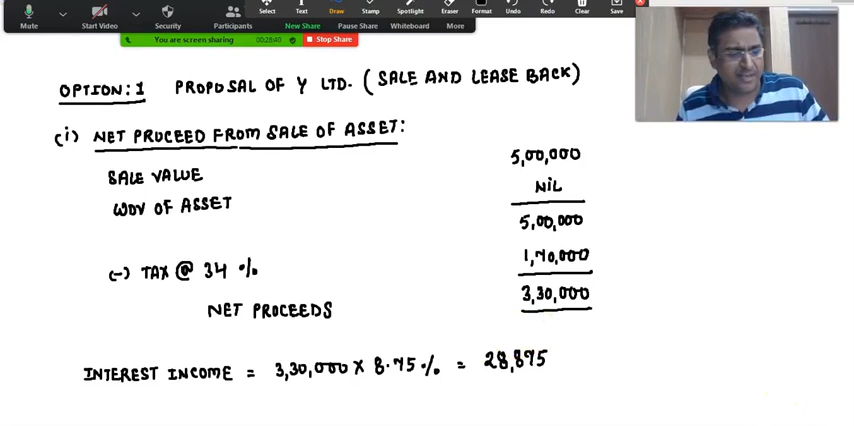 Mute
Start Video
Security
Participants
New Share
Pause Share
Whiteboard
More
Select
Text
Draw
Stamp
Spotlight
Eraser
Format
Undo
Redo
Clear
Save
You are screen sharing 00:28:40 Stop Share
OPTION:1 PROPOSAL OF Y LTD. (SALE AND LEASE BACK)
(i) NET PROCEED FROM SALE OF ASSET:
SALE VALUE 5,00,000
WDV OF ASSET NIL
5,00,000
(-) TAX @ 34 % 1,70,000
NET PROCEEDS 3,30,000
INTEREST INCOME = 3,30,000 X 8.75% = 28,875